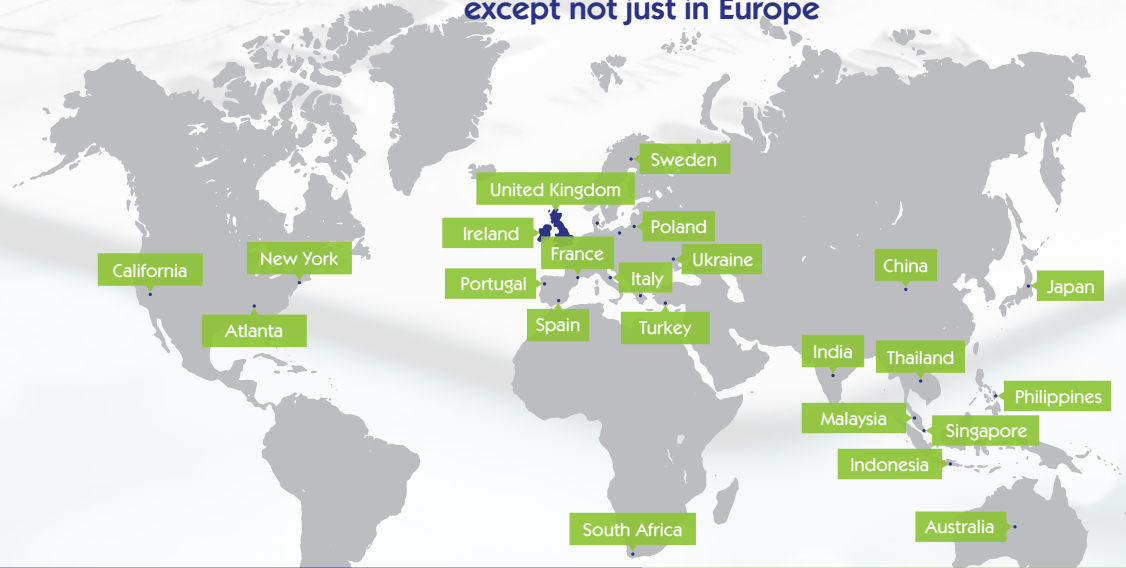 except not just in Europe
Sweden
United Kingdom
Ireland
Poland
France
Ukraine
New York
California
China
Portugal
Italy
Japan
Atlanta
Spain
Turkey
India
Thailand
Philippines
Malaysia
Singapore
Indonesia
South Africa
Australia